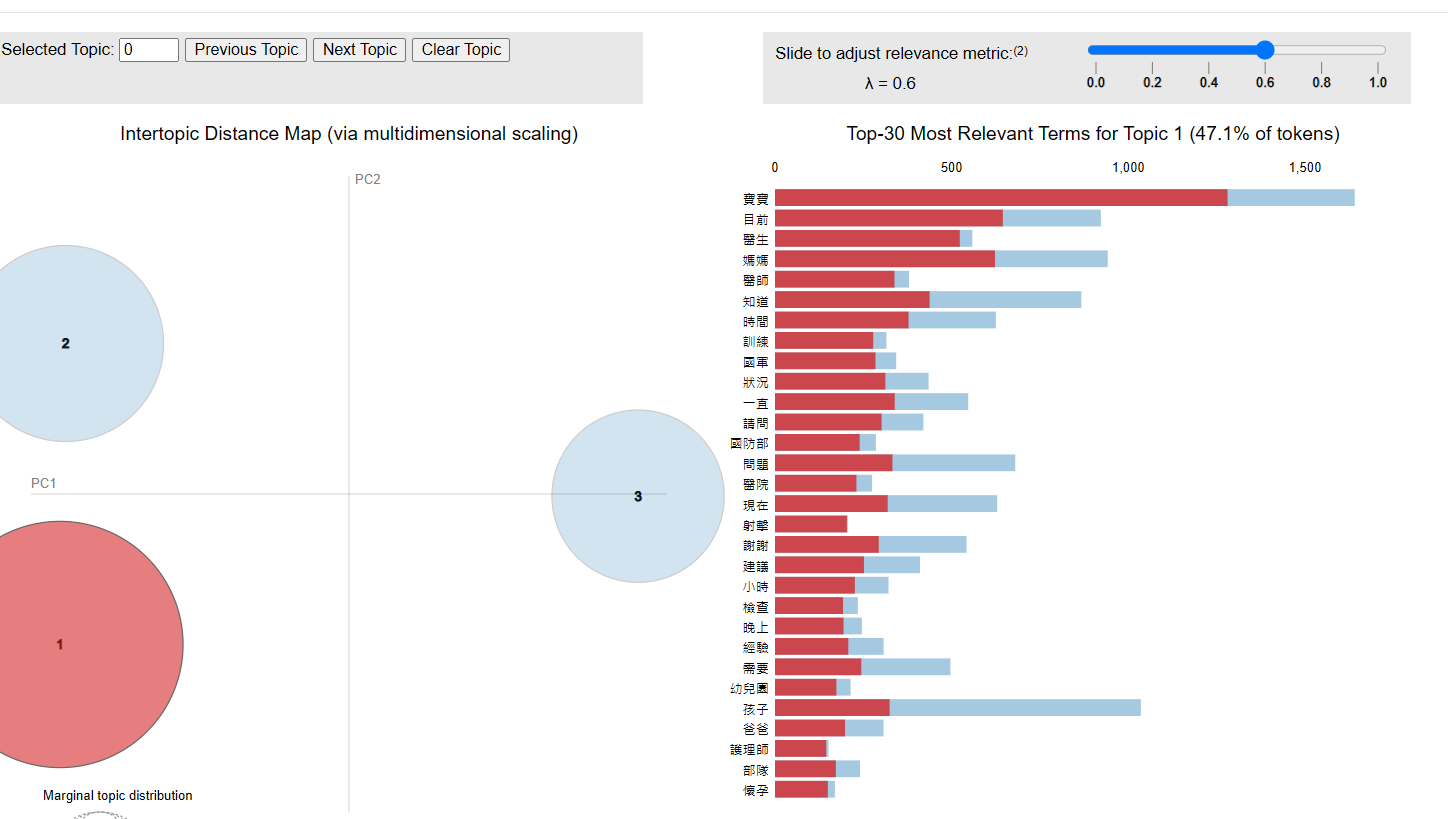 Selected Topic: 0 Previous Topic Next Topic Clear Topic
Slide to adjust relevance metric:(2)
λ = 0.6
0.0 0.2 0.4 0.6 0.8 1.0
Intertopic Distance Map (via multidimensional scaling)
PC2
2
PC1
3
1
Marginal topic distribution
Top-30 Most Relevant Terms for Topic 1 (47.1% of tokens)
0 500 1,000 1,500
寶寶
目前
醫生
媽媽
醫師
知道
時間
訓練
國軍
狀況
一直
請問
國防部
問題
醫院
現在
射擊
謝謝
建議
小時
檢查
晚上
經驗
需要
幼兒園
孩子
爸爸
護理師
部隊
懷孕